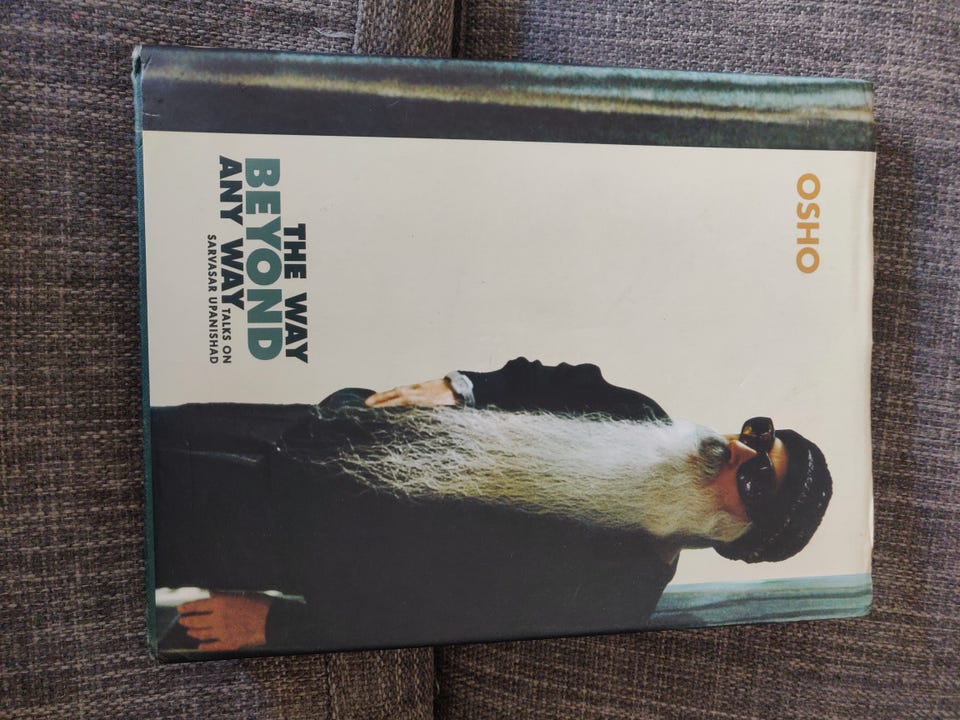 OSHO
THE WAY
BEYOND
ANY WAY
TALKS ON
SARVASAR UPANISHAD